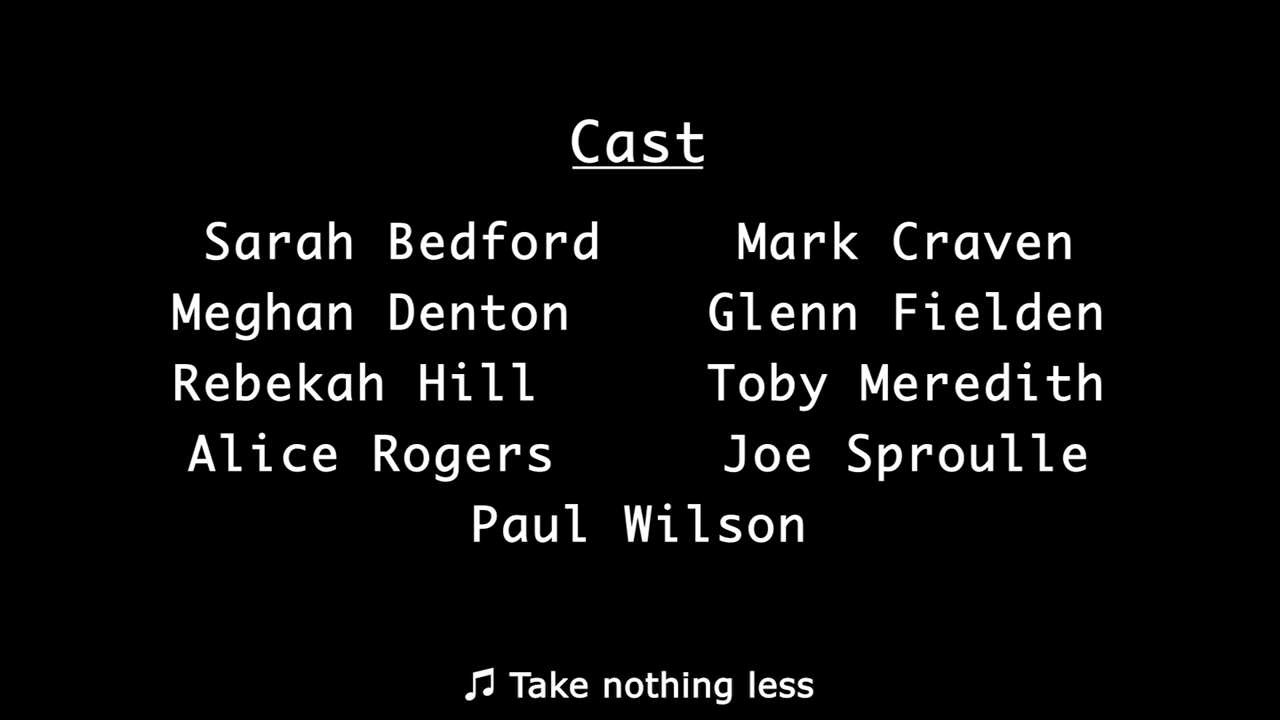 Cast
Sarah Bedford Mark Craven
Meghan Denton Glenn Fielden
Rebekah Hill Toby Meredith
Alice Rogers Joe Sproulle
Paul Wilson
♫ Take nothing less